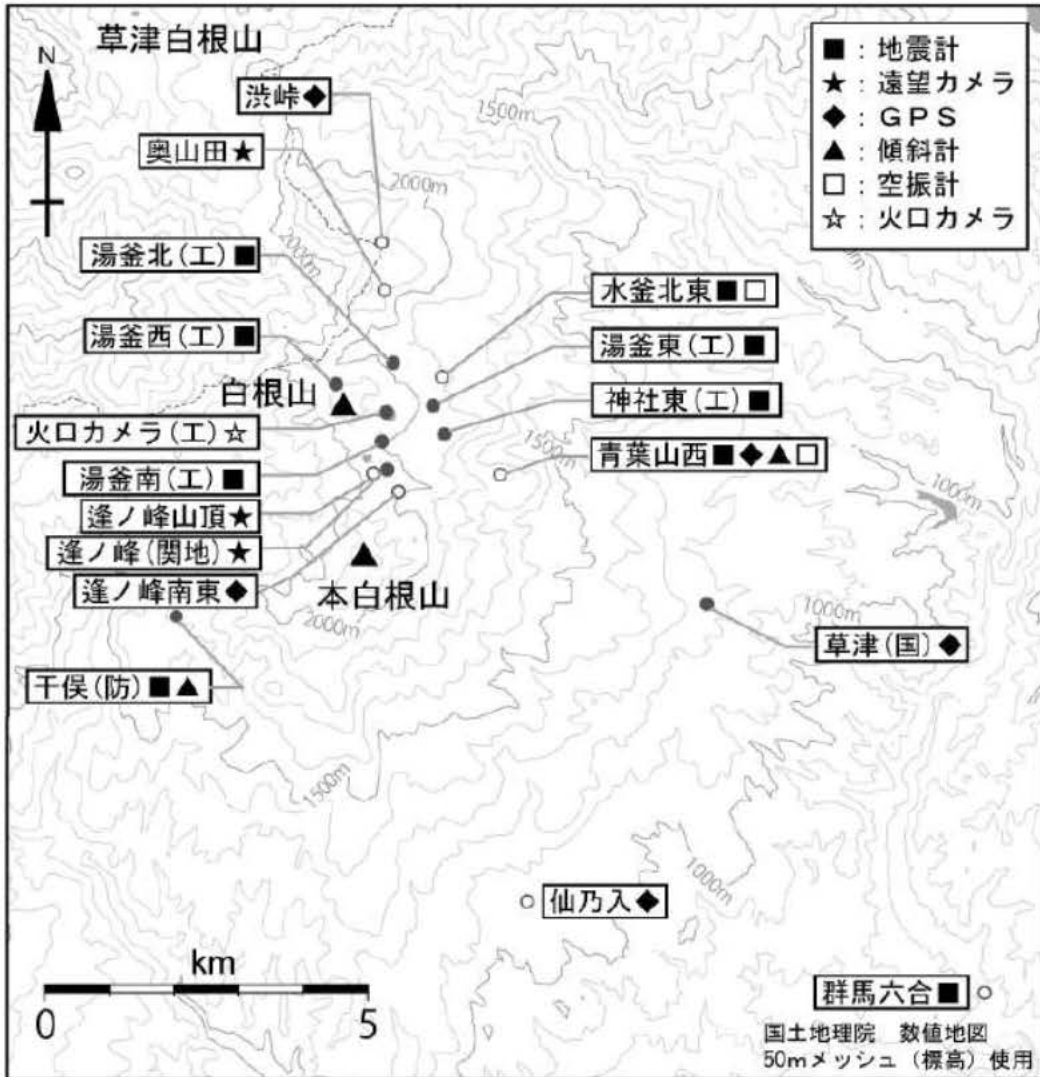 草津白根山
N
渋峠◆
奥山田★
湯釜北(工)■
湯釜西(工)■
白根山
火口カメラ(工)☆
湯釜南(工)■
逢ノ峰山頂★
逢ノ峰(関地)★
逢ノ峰南東◆
本白根山
干俣(防)■▲
■：地震計
★：遠望カメラ
◆：GPS
▲：傾斜計
□：空振計
☆：火口カメラ
水釜北東■□
湯釜東(工)■
神社東(工)■
青葉山西■◆▲□
草津(国)◆
仙乃入◆
群馬六合■
1500m
2000m
2000m
1500m
1000m
2000m
1000m
1500m
1000m
km
0 5
国土地理院 数値地図
50mメッシュ（標高）使用